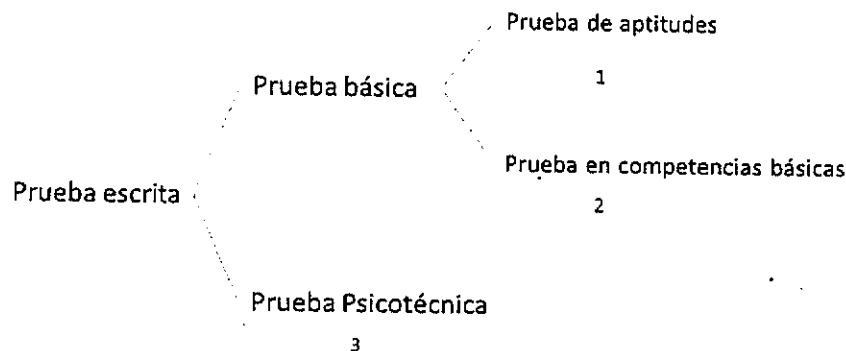 Prueba de aptitudes
1
Prueba básica
Prueba en competencias básicas
2
Prueba escrita
Prueba Psicotécnica
3